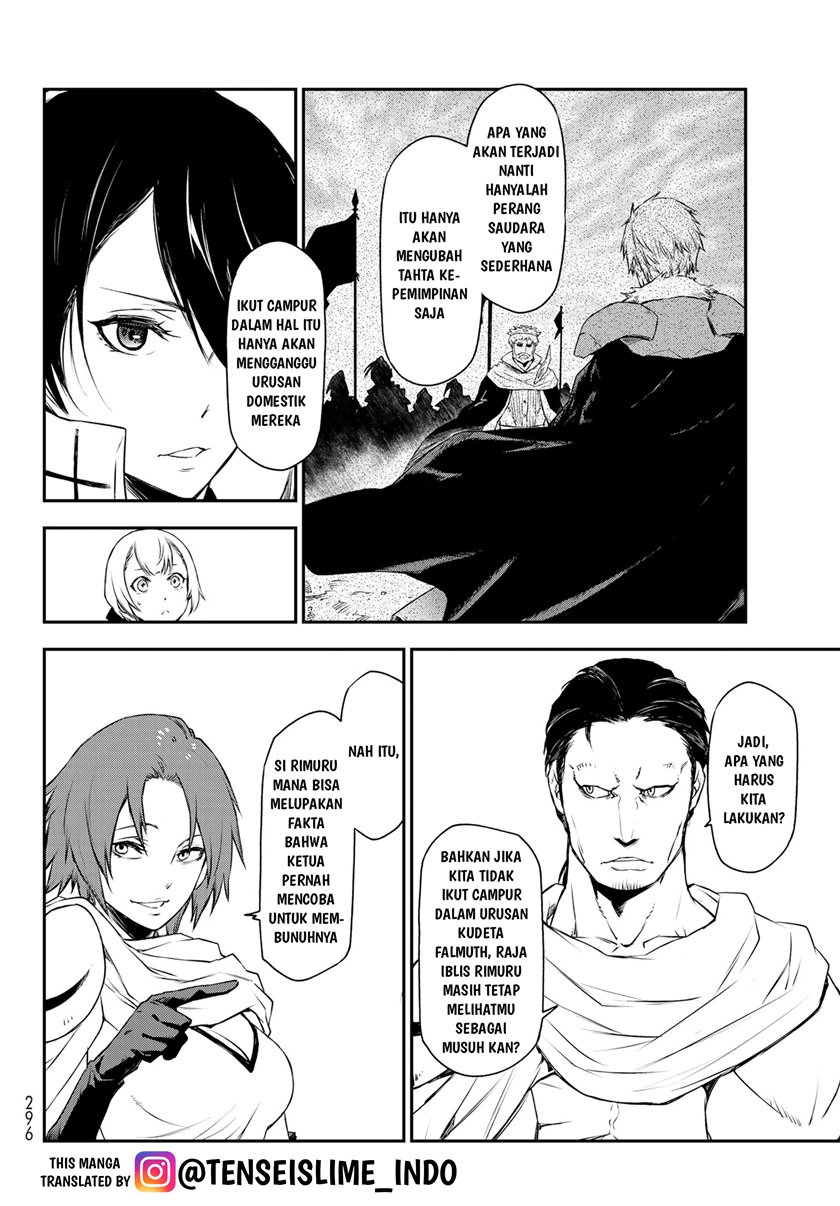 APA YANG
AKAN TERJADI
NANTI
HANYALAH
PERANG
SAUDARA
YANG
SEDERHANA
ITU HANYA
AKAN
MENGUBAH
TAHTA KE-
PEMIMPINAN
SAJA
IKUT CAMPUR
DALAM HAL ITU
HANYA AKAN
MENGGANGGU
URUSAN
DOMESTIK
MEREKA
JADI,
APA YANG
HARUS
KITA
LAKUKAN?
BAHKAN JIKA
KITA TIDAK
IKUT CAMPUR
DALAM URUSAN
KUDETA
FALMUTH, RAJA
IBLIS RIMURU
MASIH TETAP
MELIHATMU
SEBAGAI
MUSUH KAN?
NAH ITU,
SI RIMURU
MANA BISA
MELUPAKAN
FAKTA
BAHWA
KETUA
PERNAH
MENCOBA
UNTUK MEM-
BUNUHNYA
296
THIS MANGA
TRANSLATED BY
@TENSEISLIME_INDO